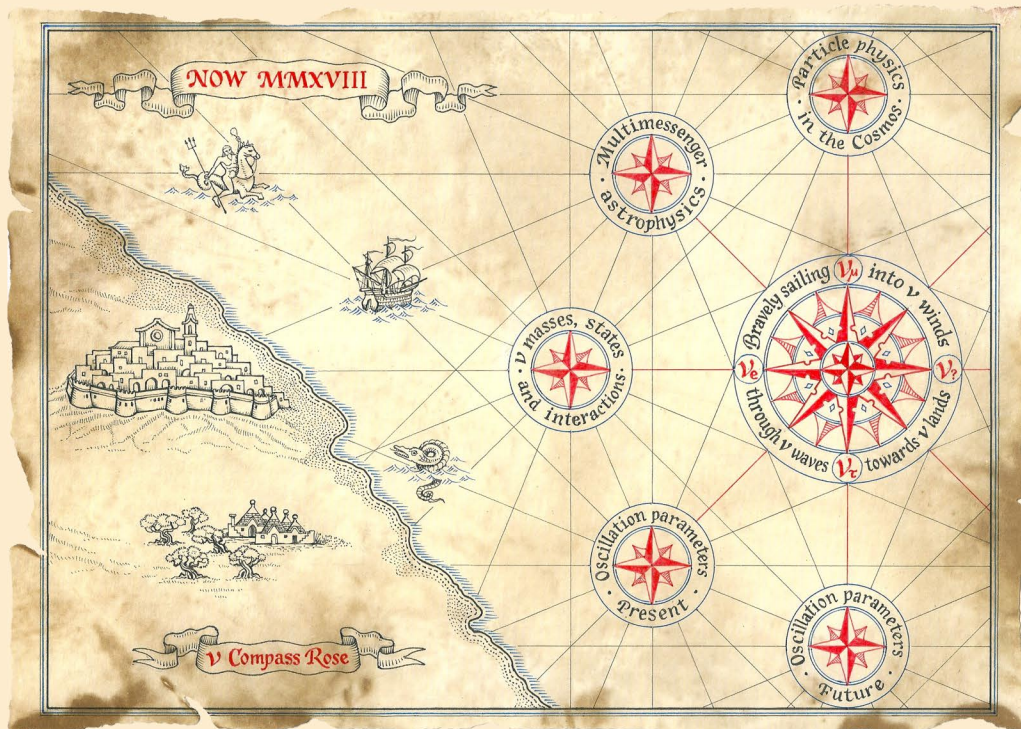 NOW MMXVIII
Particle physics
· in the Cosmos ·
Multimessenger
· astrophysics ·
ν masses, states
· and interactions ·
Bravely sailing νμ into ν winds
νe ν?
through ν waves ντ towards ν lands
Oscillation parameters
· Present ·
Oscillation parameters
· Future ·
ν Compass Rose